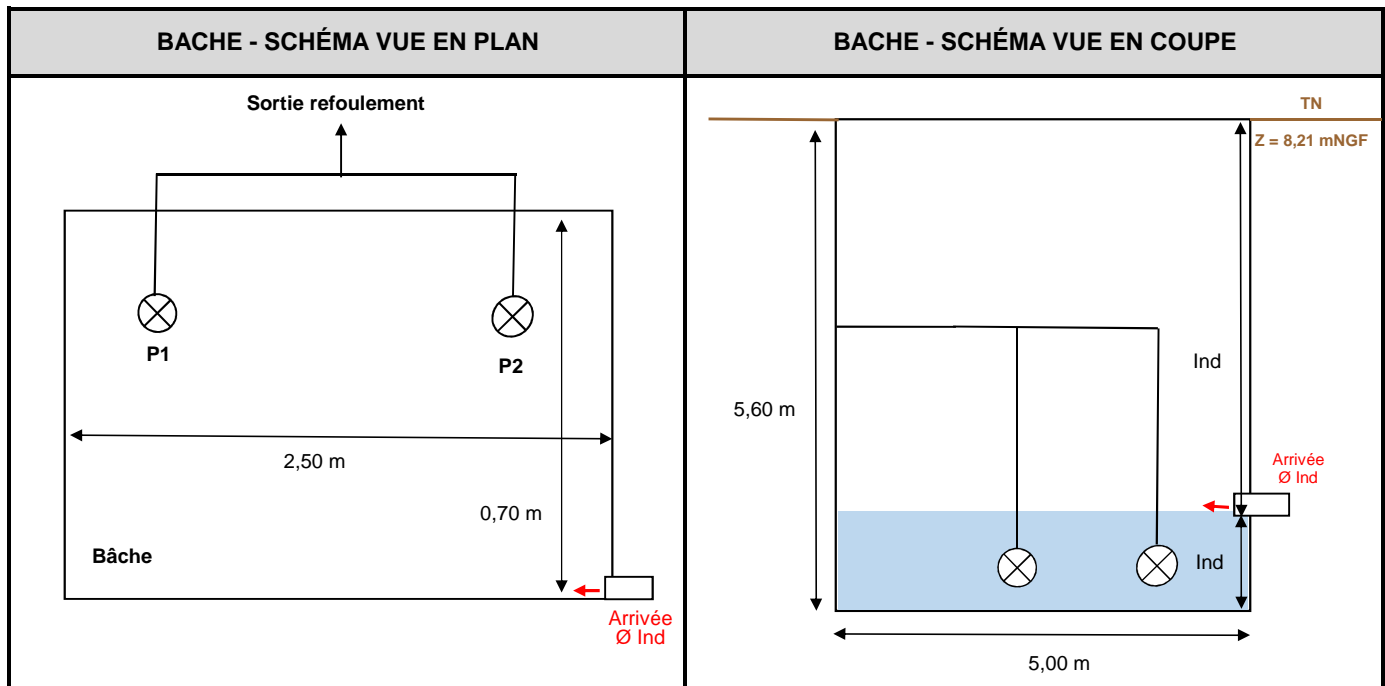 BACHE - SCHÉMA VUE EN PLAN
Sortie refoulement
P1
P2
2,50 m
0,70 m
Bâche
Arrivée
Ø Ind
BACHE - SCHÉMA VUE EN COUPE
TN
Z = 8,21 mNGF
Ind
5,60 m
Arrivée
Ø Ind
Ind
5,00 m